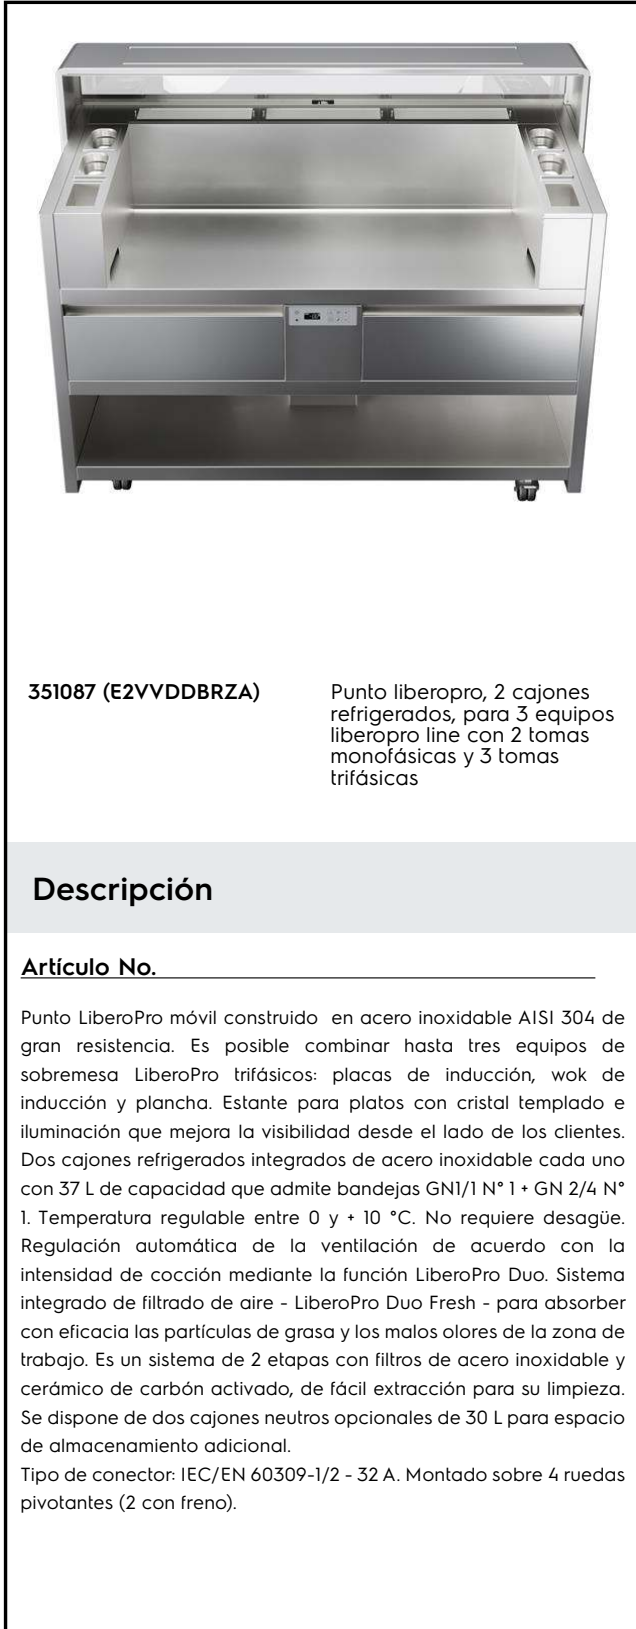 351087 (E2VVDDBRZA)
Punto liberopro, 2 cajones
refrigerados, para 3 equipos
liberopro line con 2 tomas
monofásicas y 3 tomas
trifásicas
Descripción
Artículo No.
Punto LiberoPro móvil construido en acero inoxidable AISI 304 de
gran resistencia. Es posible combinar hasta tres equipos de
sobremesa LiberoPro trifásicos: placas de inducción, wok de
inducción y plancha. Estante para platos con cristal templado e
iluminación que mejora la visibilidad desde el lado de los clientes.
Dos cajones refrigerados integrados de acero inoxidable cada uno
con 37 L de capacidad que admite bandejas GN1/1 N° 1 + GN 2/4 N°
1. Temperatura regulable entre 0 y + 10 °C. No requiere desagüe.
Regulación automática de la ventilación de acuerdo con la
intensidad de cocción mediante la función LiberoPro Duo. Sistema
integrado de filtrado de aire - LiberoPro Duo Fresh - para absorber
con eficacia las partículas de grasa y los malos olores de la zona de
trabajo. Es un sistema de 2 etapas con filtros de acero inoxidable y
cerámico de carbón activado, de fácil extracción para su limpieza.
Se dispone de dos cajones neutros opcionales de 30 L para espacio
de almacenamiento adicional.
Tipo de conector: IEC/EN 60309-1/2 - 32 A. Montado sobre 4 ruedas
pivotantes (2 con freno).